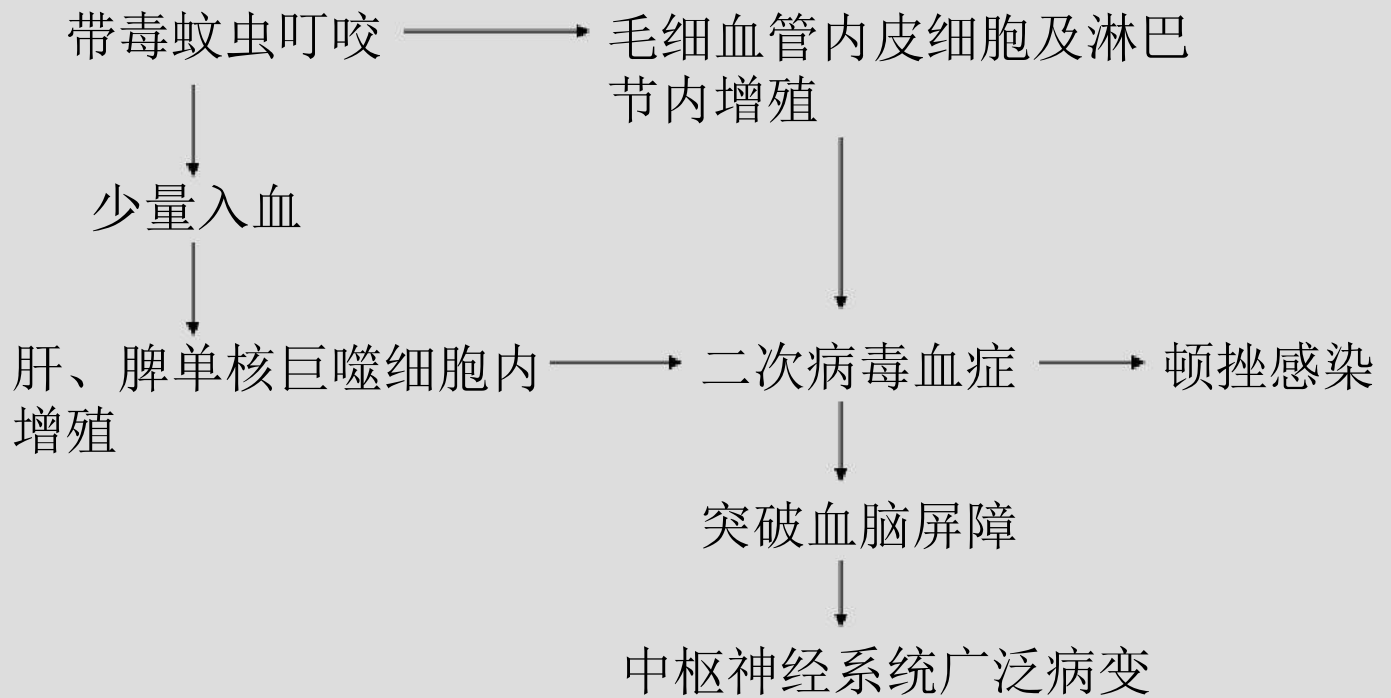 带毒蚊虫叮咬
毛细血管内皮细胞及淋巴
节内增殖
少量入血
肝、脾单核巨噬细胞内
增殖
二次病毒血症
顿挫感染
突破血脑屏障
中枢神经系统广泛病变